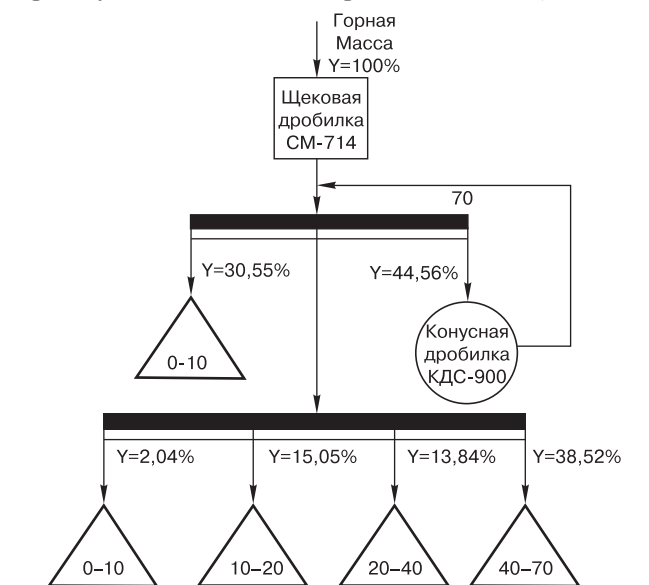 Горная
Масса
Y=100%
Щековая
дробилка
СМ-714
70
Y=30,55%
Y=44,56%
0-10
Конусная
дробилка
КДС-900
Y=2,04%
Y=15,05%
Y=13,84%
Y=38,52%
0–10
10–20
20–40
40–70